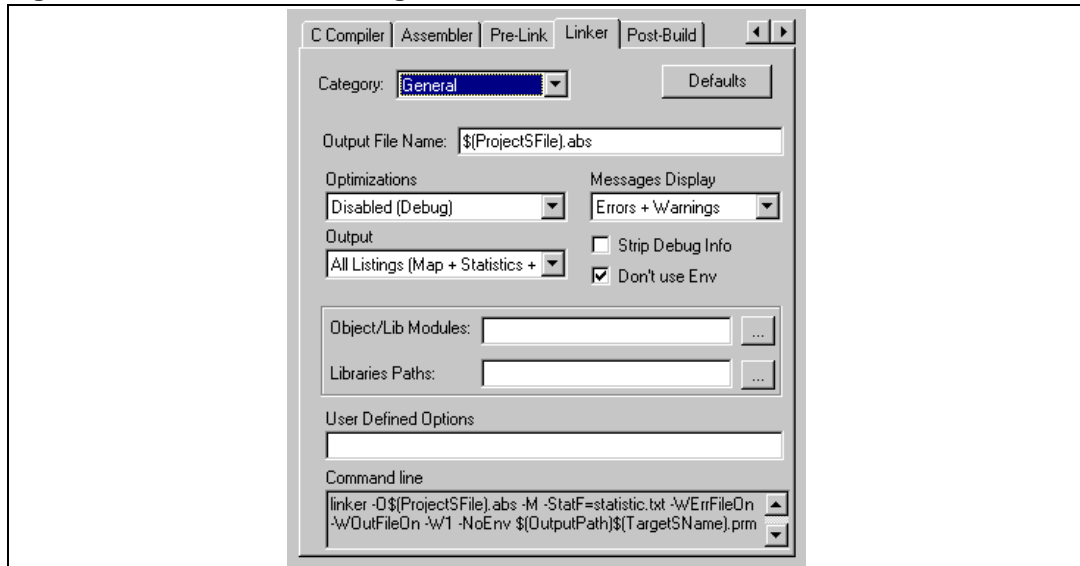 C Compiler Assembler Pre-Link Linker Post-Build
Category: General Defaults
Output File Name: $(ProjectSFile).abs
Optimizations Messages Display
Disabled (Debug) Errors + Warnings
Output Strip Debug Info
All Listings (Map + Statistics + Don't use Env
Object/Lib Modules: ...
Libraries Paths: ...
User Defined Options
Command line
linker -O$(ProjectSFile).abs -M -StatF=statistic.txt -WErrFileOn
-WOutFileOn -W1 -NoEnv $(OutputPath)$(TargetSName).prm